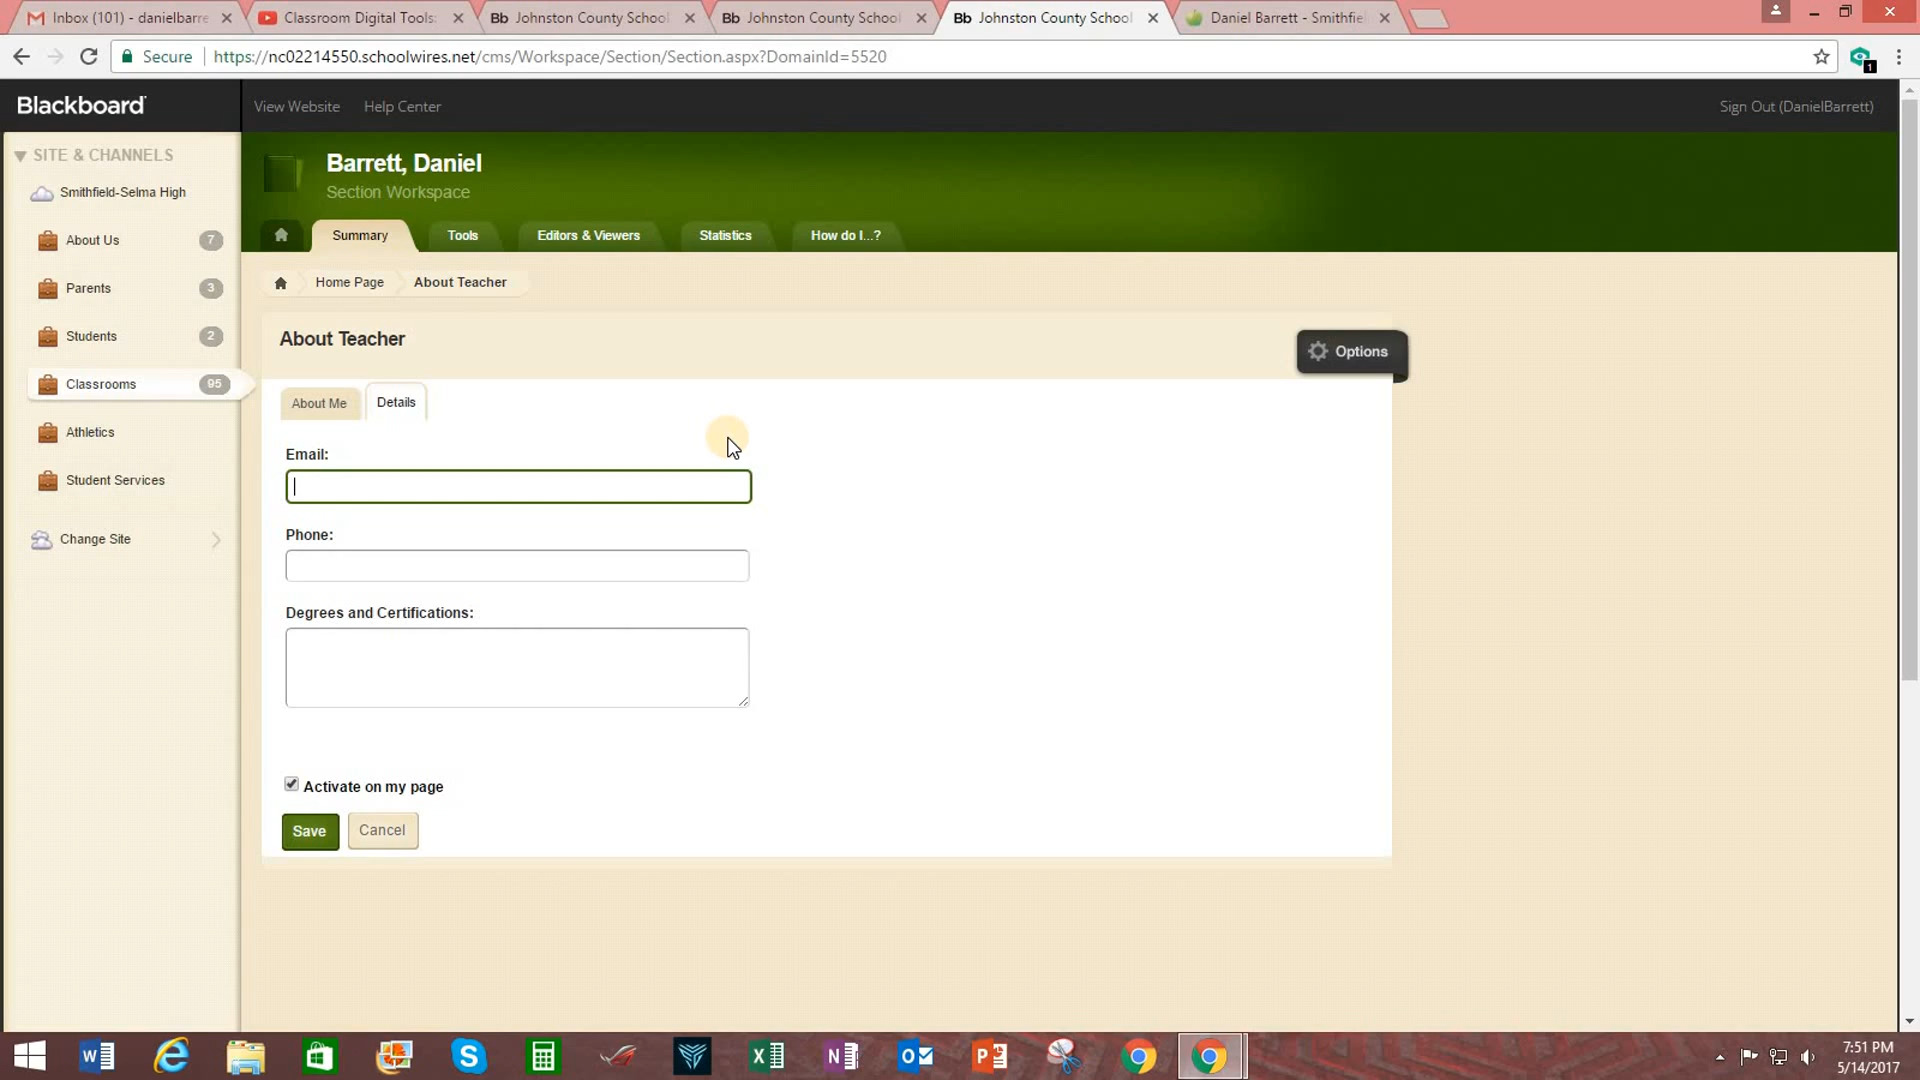 Inbox (101) - danielbarre
Classroom Digital Tools:
Bb Johnston County School
Bb Johnston County School
Bb Johnston County School
Daniel Barrett - Smithfie
Secure
https://nc02214550.schoolwires.net/cms/Workspace/Section/Section.aspx?DomainId=5520
1
Blackboard
View Website
Help Center
Sign Out (DanielBarrett)
SITE & CHANNELS
Smithfield-Selma High
About Us 7
Parents 3
Students 2
Classrooms 95
Athletics
Student Services
Change Site
Barrett, Daniel
Section Workspace
Summary
Tools
Editors & Viewers
Statistics
How do I...?
Home Page
About Teacher
About Teacher
Options
About Me
Details
Email:
Phone:
Degrees and Certifications:
Activate on my page
Save
Cancel
7:51 PM
5/14/2017